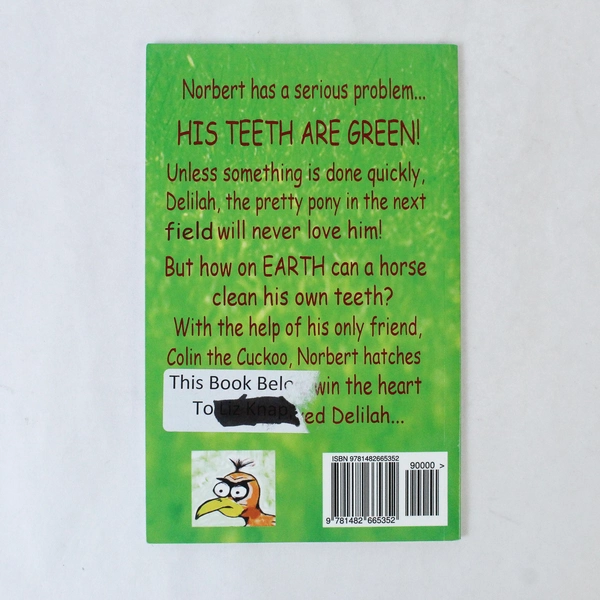 Norbert has a serious problem...
HIS TEETH ARE GREEN!
Unless something is done quickly,
Delilah, the pretty pony in the next
field will never love him!
But how on EARTH can a horse
clean his own teeth?
With the help of his only friend,
Colin the Cuckoo, Norbert hatches
This Book Belo win the heart
To ed Delilah...
ISBN 9781482665352
90000 >
9 781482 665352